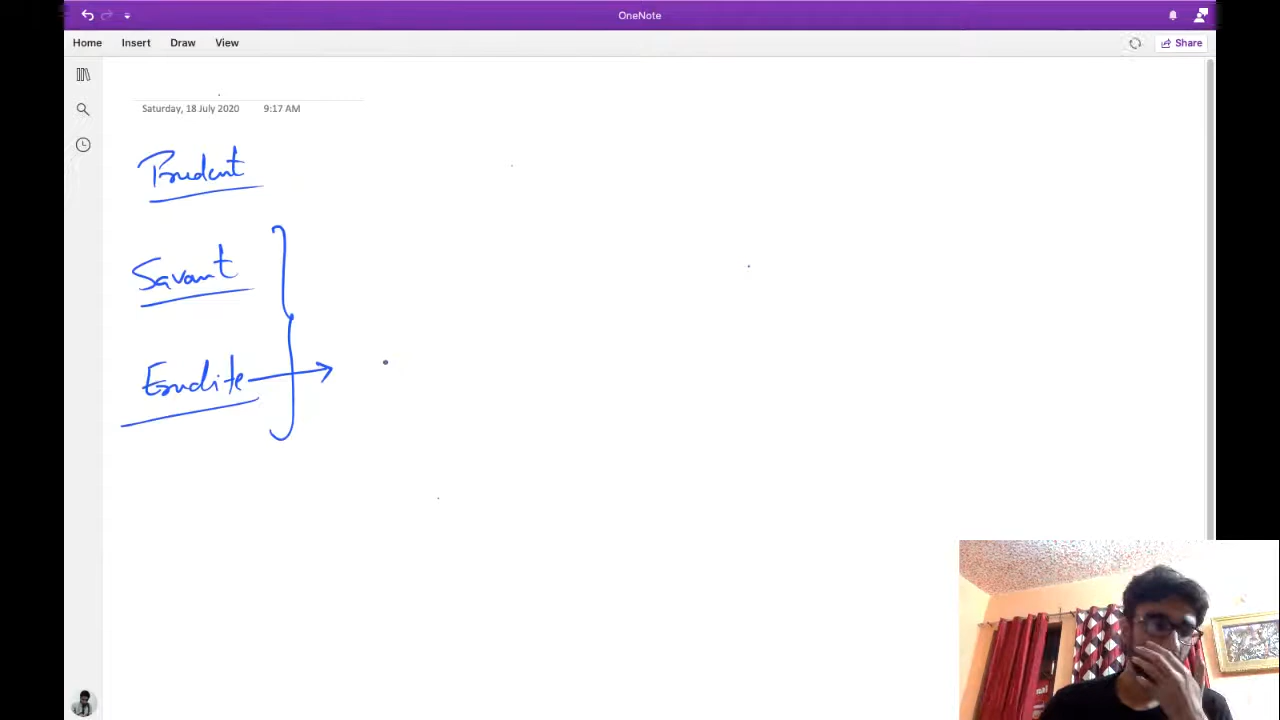 OneNote
Home Insert Draw View Share
Saturday, 18 July 2020 9:17 AM
Prudent
Savant
Erudite